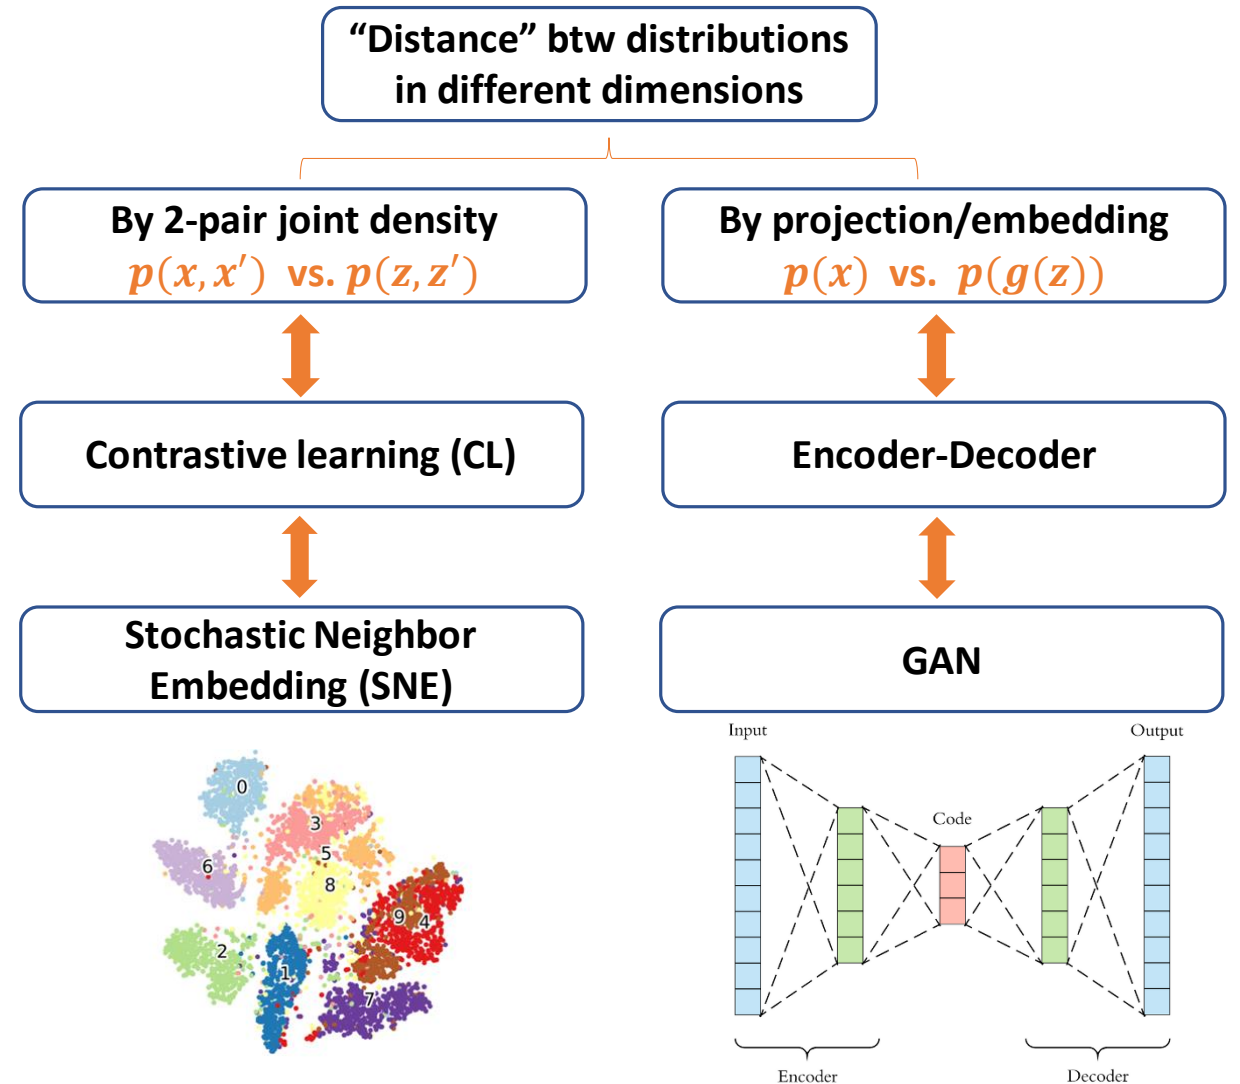 “Distance” btw distributions
in different dimensions
By 2-pair joint density
p(x, x′) vs. p(z, z′)
By projection/embedding
p(x) vs. p(g(z))
Contrastive learning (CL)
Encoder-Decoder
Stochastic Neighbor
Embedding (SNE)
GAN
0
3
5
6
8
9
4
2
1
7
Input
Output
Code
Encoder
Decoder